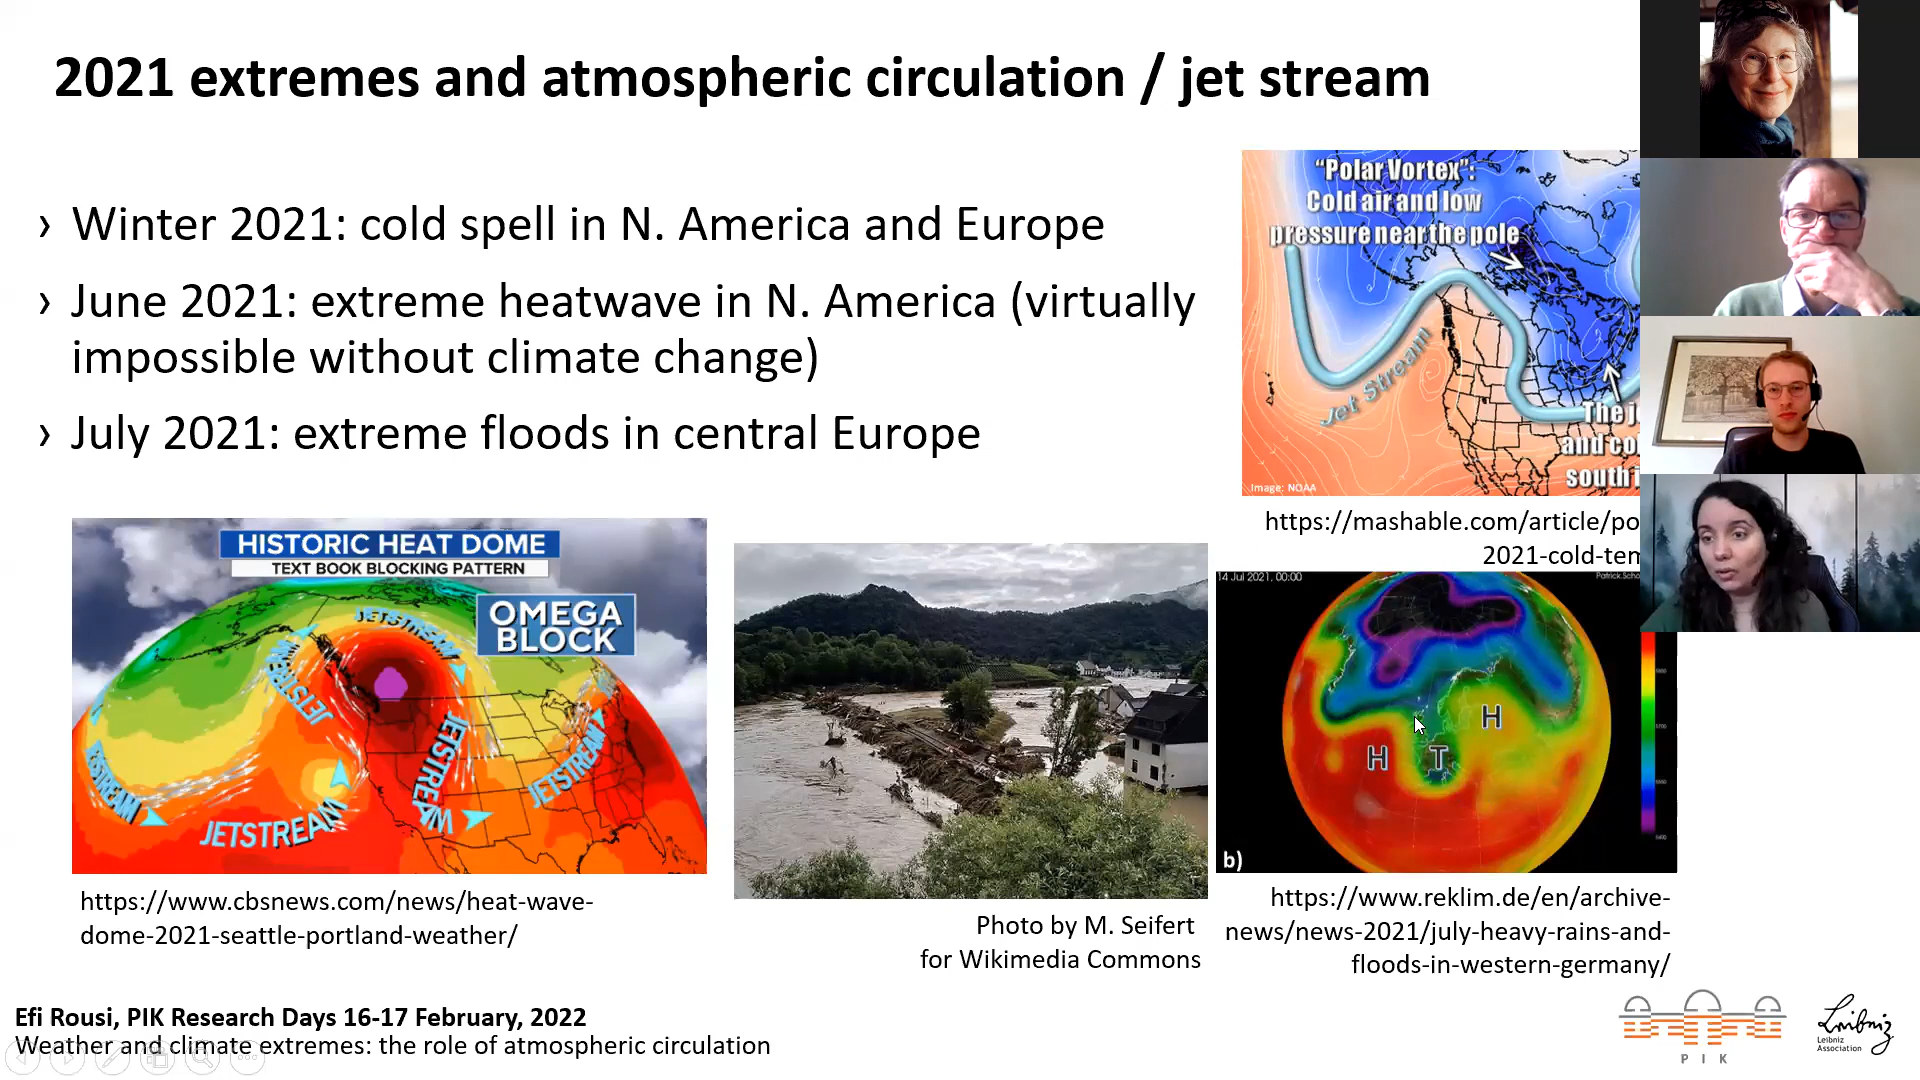 2021 extremes and atmospheric circulation / jet stream
› Winter 2021: cold spell in N. America and Europe
› June 2021: extreme heatwave in N. America (virtually
impossible without climate change)
› July 2021: extreme floods in central Europe
“Polar Vortex”:
Cold air and low
pressure near the pole
Jet Stream
The j
and co
south i
Image: NOAA
https://mashable.com/article/po
2021-cold-tem
HISTORIC HEAT DOME
TEXT BOOK BLOCKING PATTERN
OMEGA
BLOCK
JETSTREAM
JETSTREAM
JETSTREAM
JETSTREAM
JETSTREAM
https://www.cbsnews.com/news/heat-wave-
dome-2021-seattle-portland-weather/
Photo by M. Seifert
for Wikimedia Commons
14 Jul 2021, 00:00
H
H
T
b)
https://www.reklim.de/en/archive-
news/news-2021/july-heavy-rains-and-
floods-in-western-germany/
Efi Rousi, PIK Research Days 16-17 February, 2022
Weather and climate extremes: the role of atmospheric circulation
P I K
Leibniz
Leibniz
Association